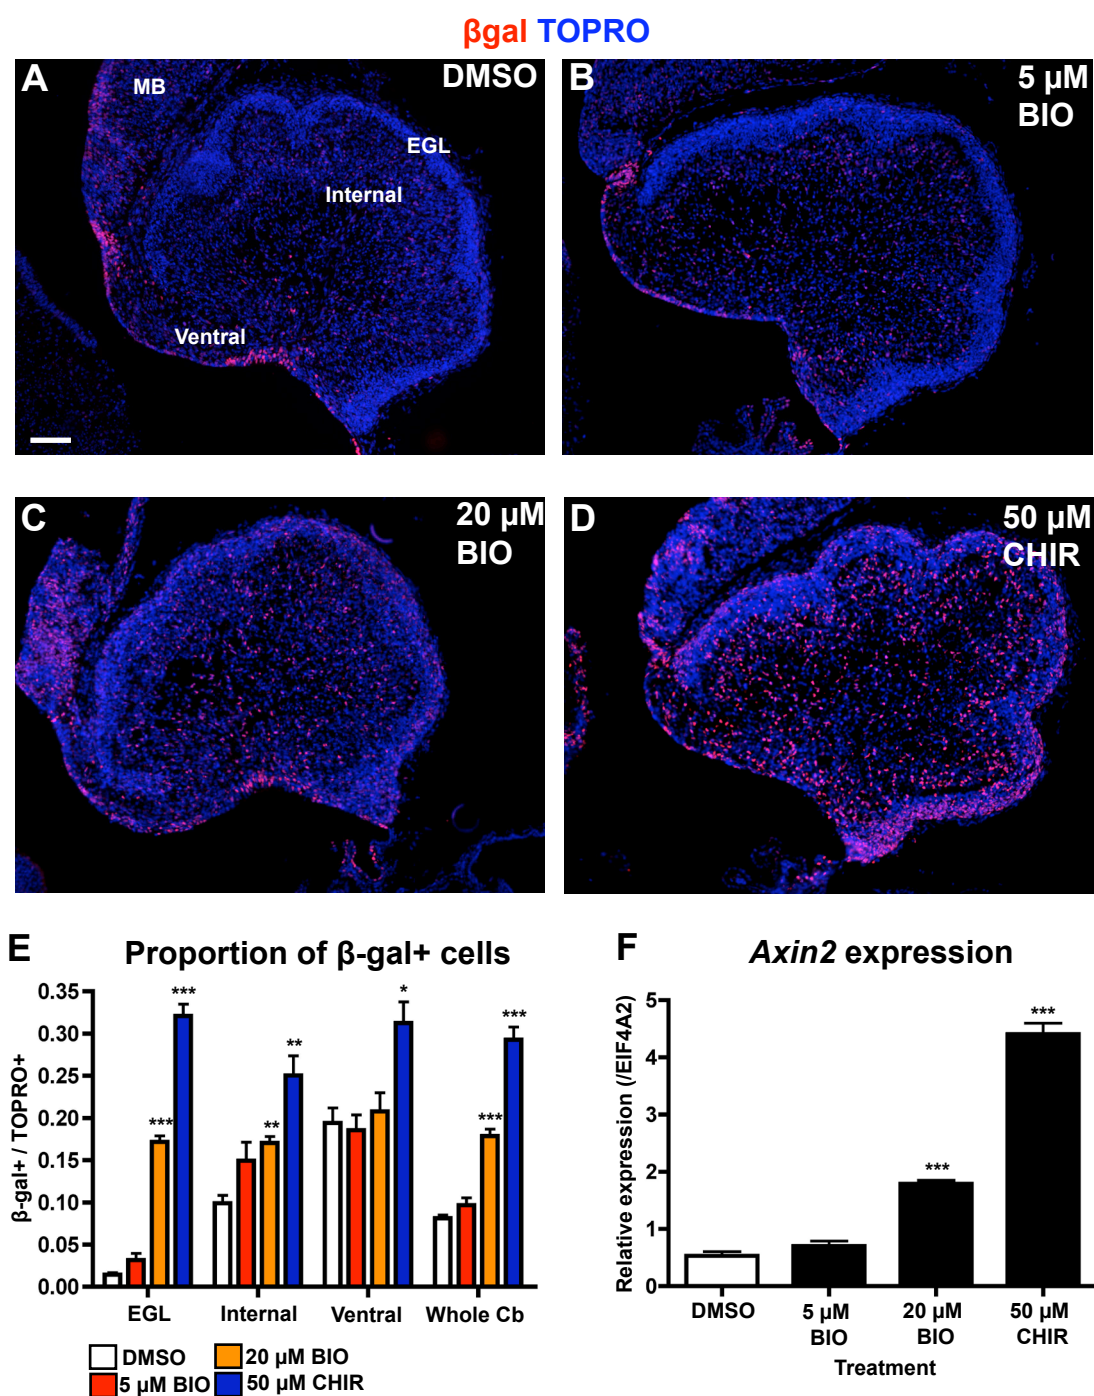 βgal TOPRO
A
MB
DMSO
EGL
Internal
Ventral
B
5 µM
BIO
C
20 µM
BIO
D
50 µM
CHIR
E
Proportion of β-gal+ cells
β-gal+ / TOPRO+
0.35
0.30
0.25
0.20
0.15
0.10
0.05
0.00
***
***
**
**
*
***
***
EGL
Internal
Ventral
Whole Cb
DMSO
20 µM BIO
5 µM BIO
50 µM CHIR
F
Axin2 expression
Relative expression (/EIF4A2)
5
4
3
2
1
0
***
***
DMSO
5 µM
BIO
20 µM
BIO
50 µM
CHIR
Treatment